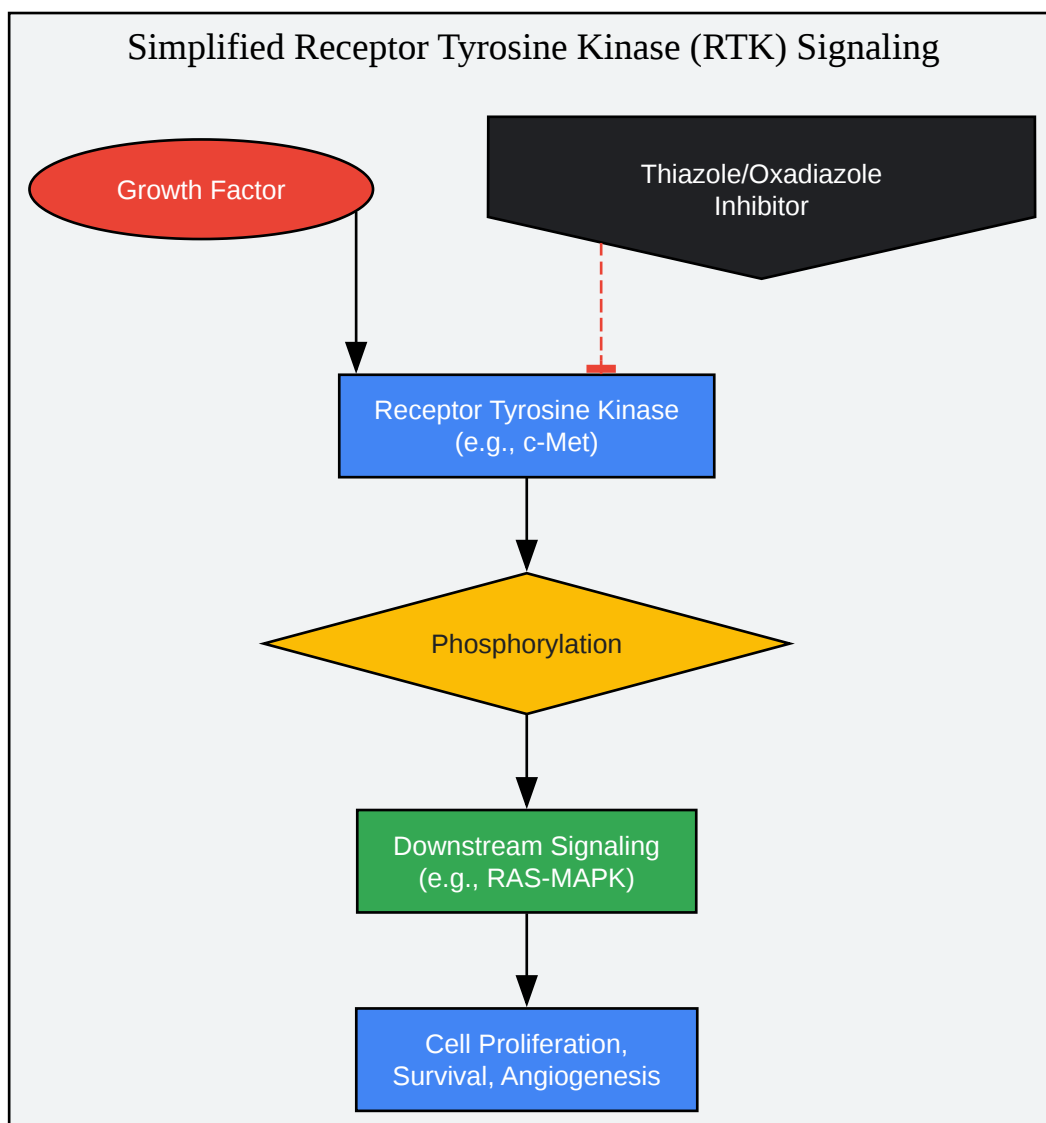 Simplified Receptor Tyrosine Kinase (RTK) Signaling
Growth Factor
Thiazole/Oxadiazole
Inhibitor
Receptor Tyrosine Kinase
(e.g., c-Met)
Phosphorylation
Downstream Signaling
(e.g., RAS-MAPK)
Cell Proliferation,
Survival, Angiogenesis